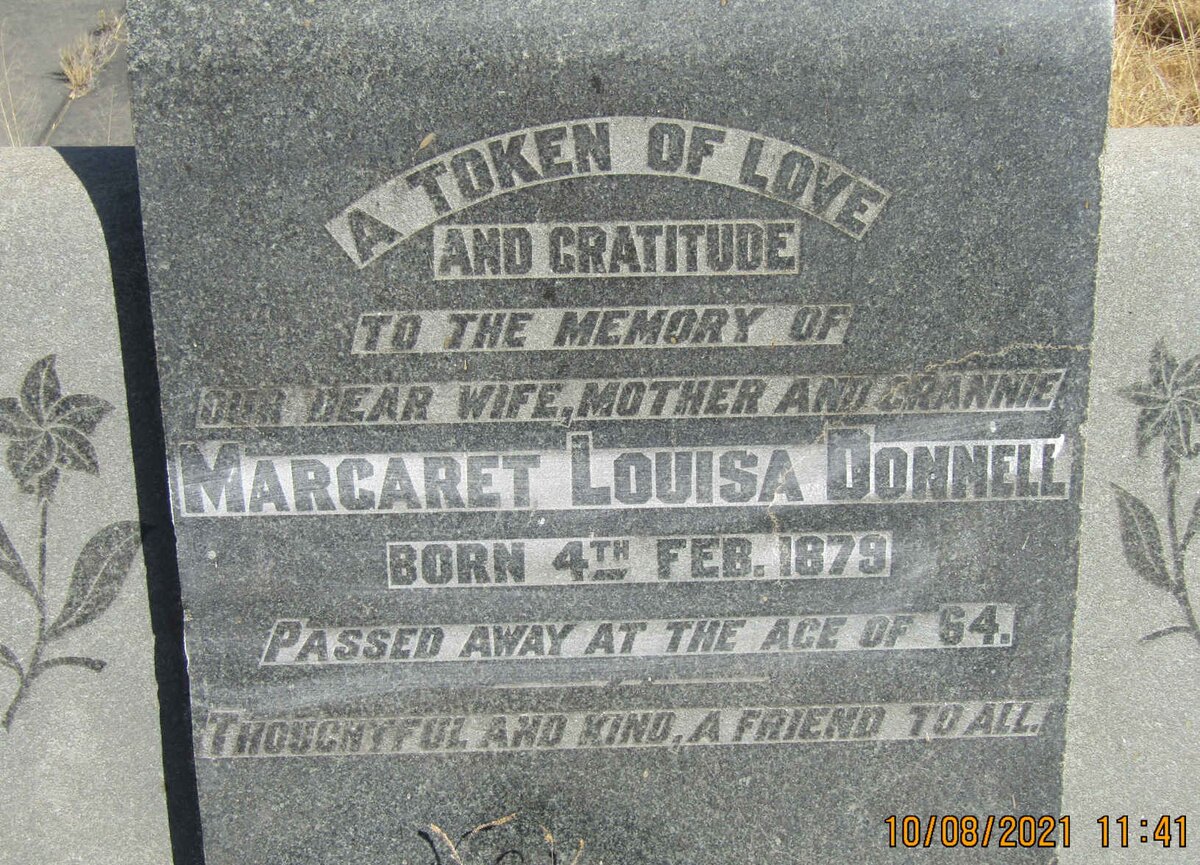 A TOKEN OF LOVE
AND GRATITUDE
TO THE MEMORY OF
OUR DEAR WIFE, MOTHER AND GRANNIE
MARGARET LOUISA DONNELL
BORN 4TH FEB. 1879
PASSED AWAY AT THE AGE OF 64.
THOUGHTFUL AND KIND, A FRIEND TO ALL.
10/08/2021 11:41